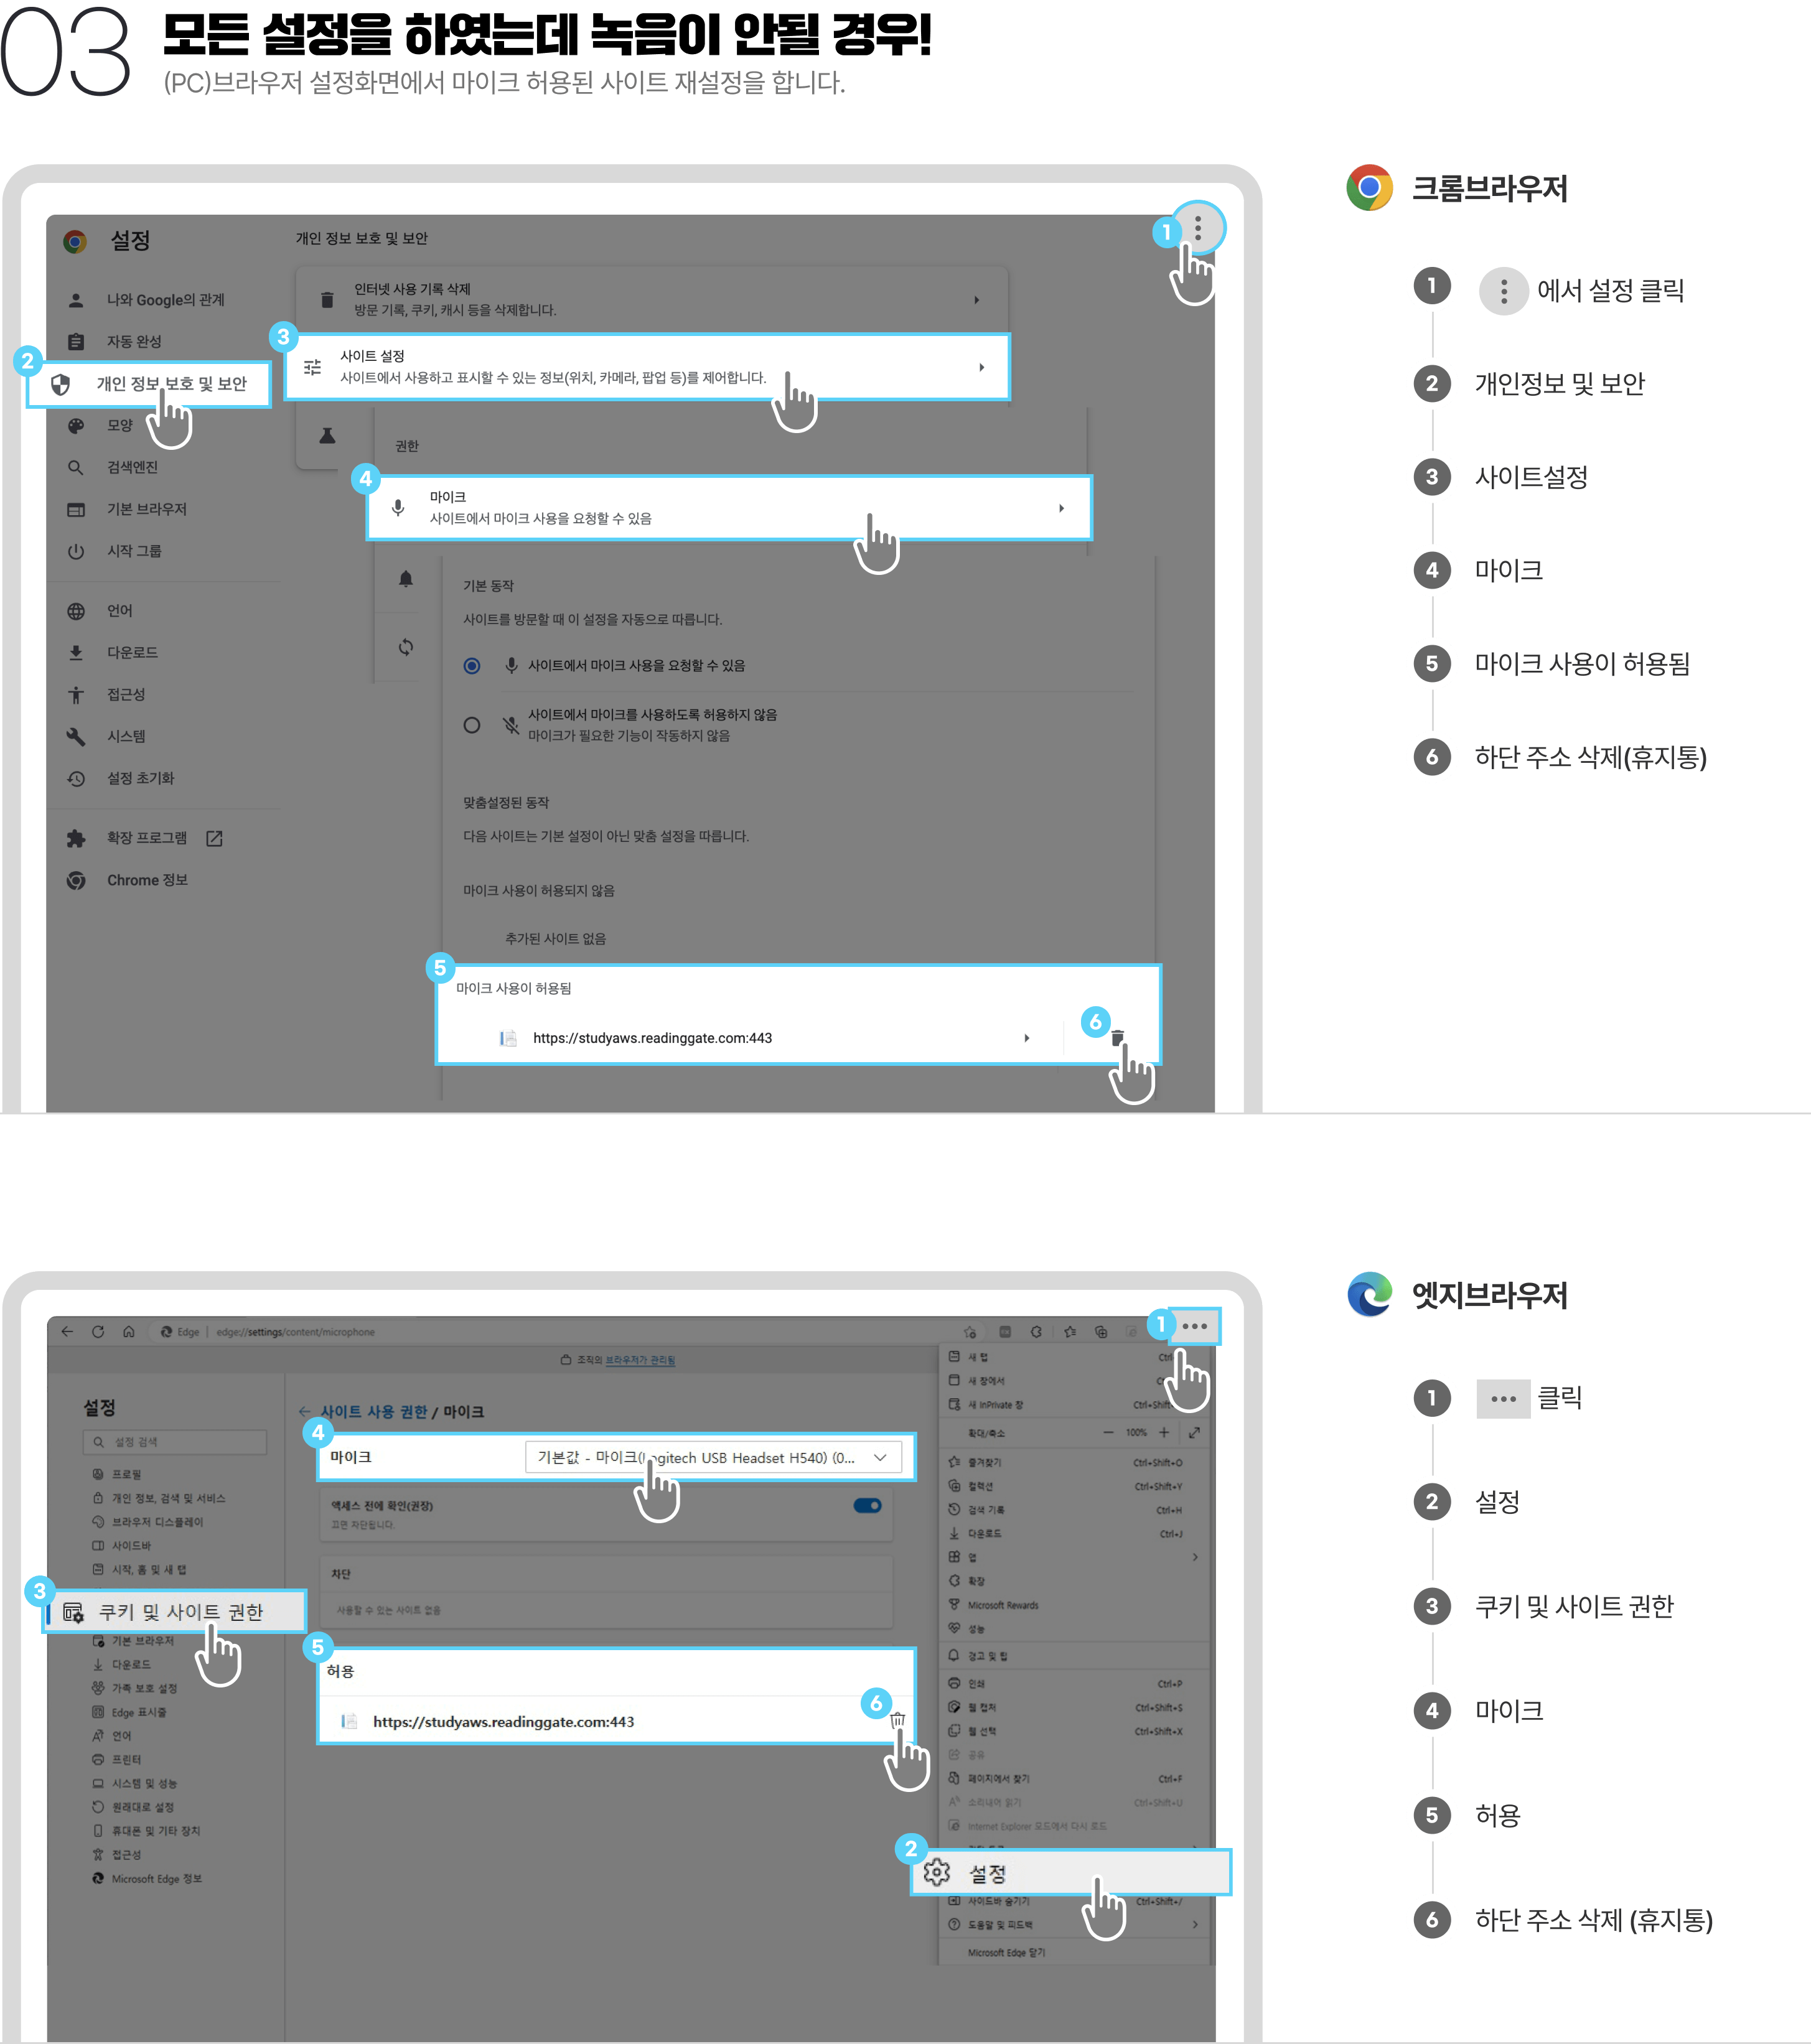 03
모든 설정을 하였는데 녹음이 안될 경우!
(PC)브라우저 설정화면에서 마이크 허용된 사이트 재설정을 합니다.
설정
나와 Google의 관계
자동 완성
2
개인 정보 보호 및 보안
모양
검색엔진
기본 브라우저
시작 그룹
언어
다운로드
접근성
시스템
설정 초기화
확장 프로그램
Chrome 정보
개인 정보 보호 및 보안
1
인터넷 사용 기록 삭제
방문 기록, 쿠키, 캐시 등을 삭제합니다.
3
사이트 설정
사이트에서 사용하고 표시할 수 있는 정보(위치, 카메라, 팝업 등)를 제어합니다.
권한
4
마이크
사이트에서 마이크 사용을 요청할 수 있음
기본 동작
사이트를 방문할 때 이 설정을 자동으로 따릅니다.
사이트에서 마이크 사용을 요청할 수 있음
사이트에서 마이크를 사용하도록 허용하지 않음
마이크가 필요한 기능이 작동하지 않음
맞춤설정된 동작
다음 사이트는 기본 설정이 아닌 맞춤 설정을 따릅니다.
마이크 사용이 허용되지 않음
추가된 사이트 없음
5
마이크 사용이 허용됨
https://studyaws.readinggate.com:443
6
크롬브라우저
1 에서 설정 클릭
2 개인정보 및 보안
3 사이트설정
4 마이크
5 마이크 사용이 허용됨
6 하단 주소 삭제(휴지통)
Edge edge://settings/content/microphone
1
조직의 브라우저가 관리됨
설정
설정 검색
프로필
개인 정보, 검색 및 서비스
브라우저 디스플레이
사이드바
시작, 홈 및 새 탭
3
쿠키 및 사이트 권한
기본 브라우저
다운로드
가족 보호 설정
Edge 표시줄
언어
프린터
시스템 및 성능
원래대로 설정
휴대폰 및 기타 장치
접근성
Microsoft Edge 정보
사이트 사용 권한 / 마이크
4
마이크
기본값 - 마이크(Logitech USB Headset H540) (0...
액세스 전에 확인(권장)
끄면 차단됩니다.
차단
사용할 수 있는 사이트 없음
5
허용
https://studyaws.readinggate.com:443
6
새 탭 Ctrl
새 창에서
새 InPrivate 창 Ctrl+Shift
확대/축소 100%
즐겨찾기 Ctrl+Shift+O
컬렉션 Ctrl+Shift+Y
검색 기록 Ctrl+H
다운로드 Ctrl+J
앱
확장
Microsoft Rewards
성능
경고 및 팁
인쇄 Ctrl+P
웹 캡처 Ctrl+Shift+S
웹 선택 Ctrl+Shift+X
공유
페이지에서 찾기 Ctrl+F
소리내어 읽기 Ctrl+Shift+U
Internet Explorer 모드에서 다시 로드
2
설정
사이드바 숨기기 Ctrl+Shift+/
도움말 및 피드백
Microsoft Edge 닫기
엣지브라우저
1 클릭
2 설정
3 쿠키 및 사이트 권한
4 마이크
5 허용
6 하단 주소 삭제 (휴지통)